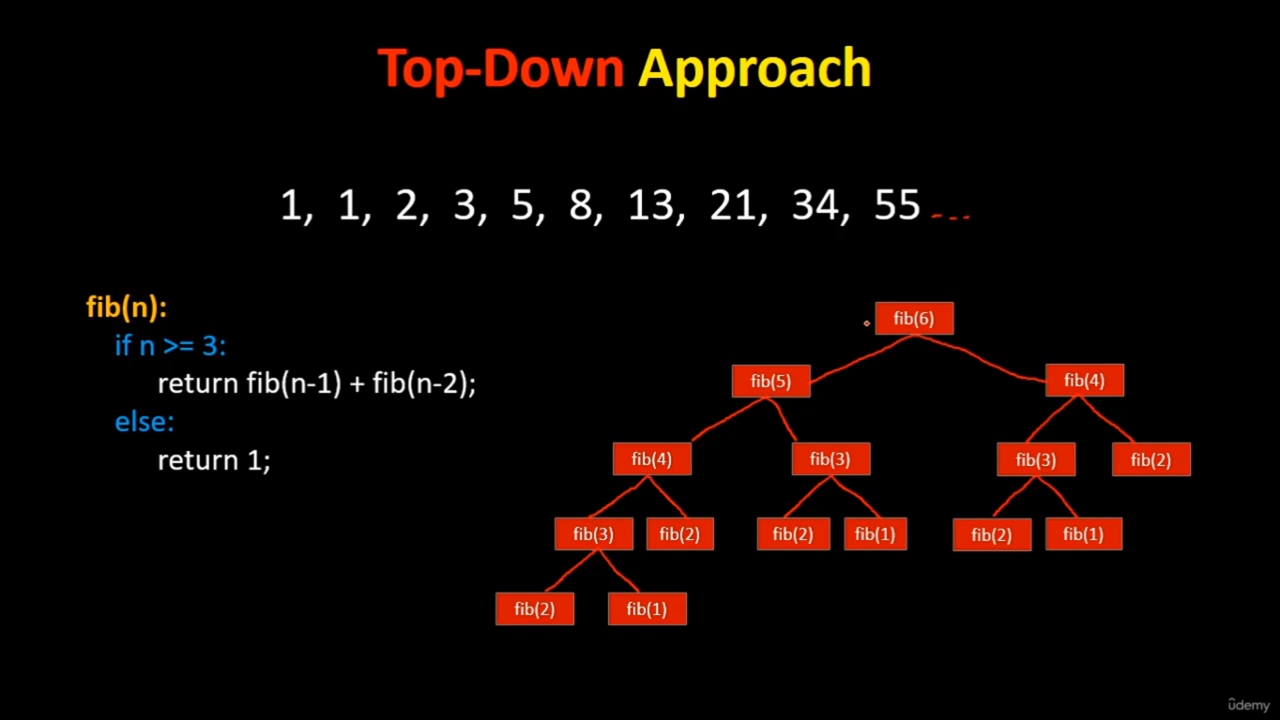 Top-Down Approach
1, 1, 2, 3, 5, 8, 13, 21, 34, 55 ...
fib(n):
if n >= 3:
return fib(n-1) + fib(n-2);
else:
return 1;
fib(6)
fib(5) fib(4)
fib(4) fib(3) fib(3) fib(2)
fib(3) fib(2) fib(2) fib(1) fib(2) fib(1)
fib(2) fib(1)
ûdemy